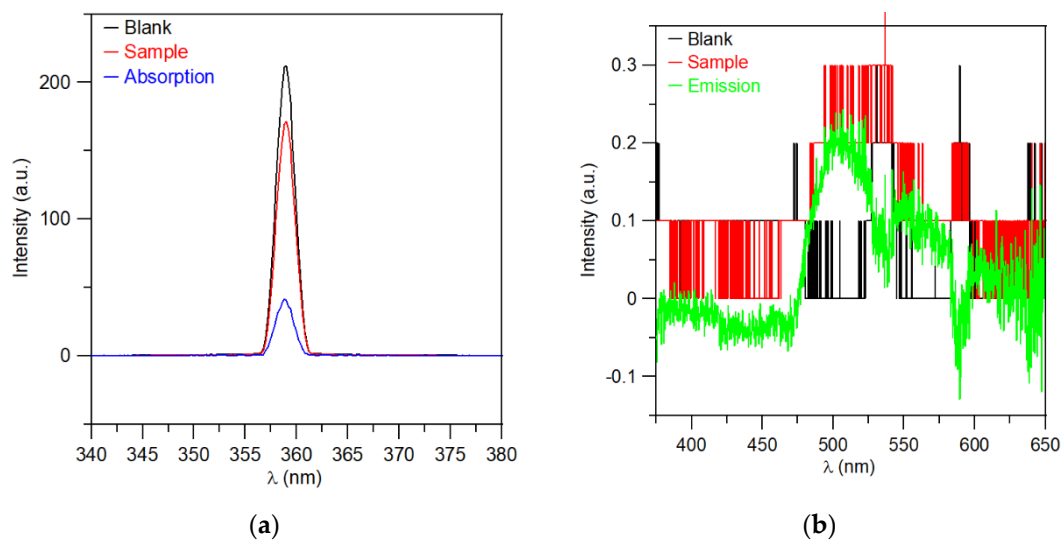 Blank
Sample
Absorption
Intensity (a.u.)
200
100
0
340 345 350 355 360 365 370 375 380
λ (nm)
(a)
Blank
Sample
Emission
Intensity (a.u.)
0.3
0.2
0.1
0
-0.1
400 450 500 550 600 650
λ (nm)
(b)